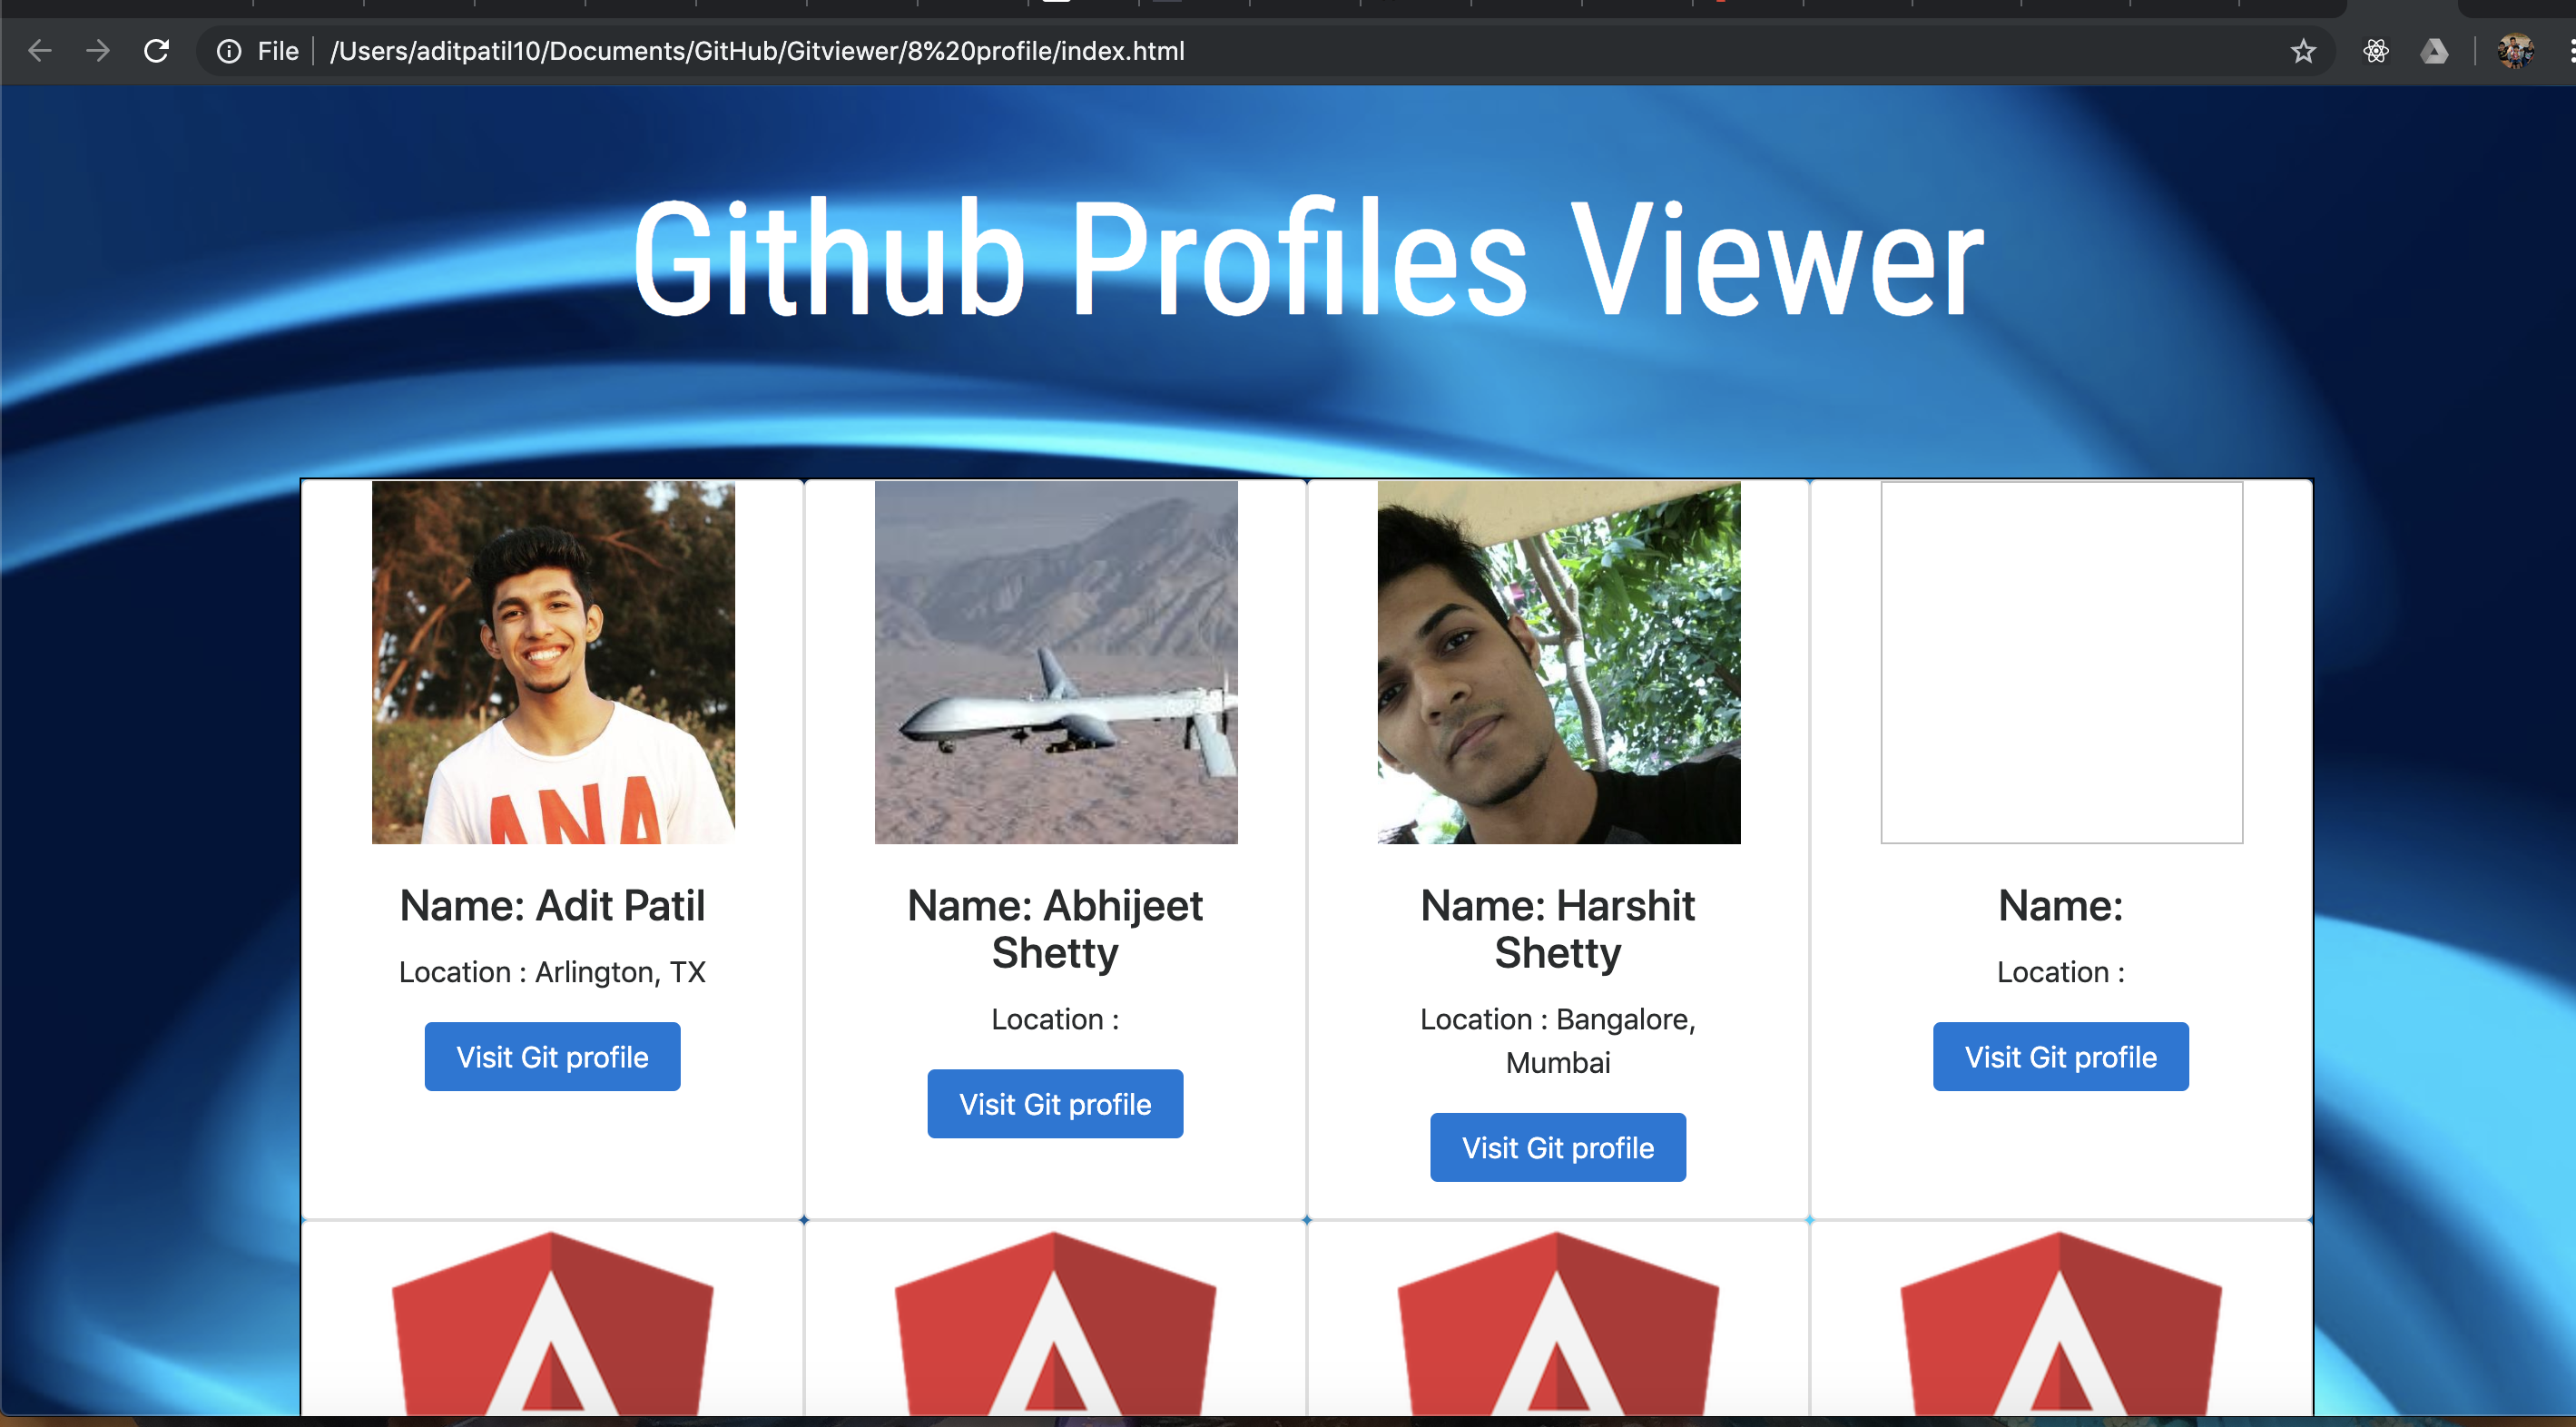 File /Users/aditpatil10/Documents/GitHub/Gitviewer/8%20profile/index.html
Github Profiles Viewer
ANA
Name: Adit Patil
Location : Arlington, TX
Visit Git profile
Name: Abhijeet
Shetty
Location :
Visit Git profile
Name: Harshit
Shetty
Location : Bangalore,
Mumbai
Visit Git profile
Name:
Location :
Visit Git profile
A
A
A
A